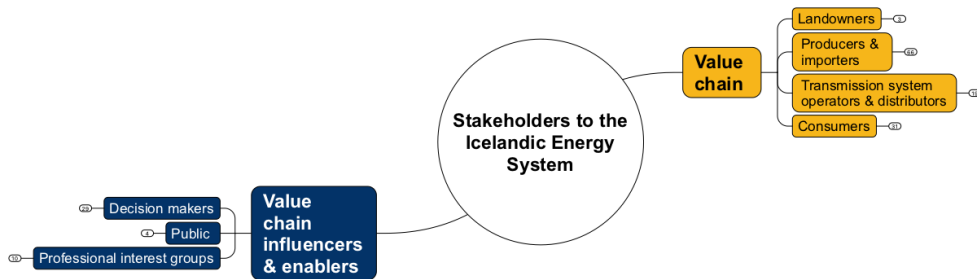 Stakeholders to the
Icelandic Energy
System
Value
chain
Landowners
3
Producers &
importers
66
Transmission system
operators & distributors
Consumers
31
Value
chain
influencers
& enablers
Decision makers
29
Public
4
Professional interest groups
10